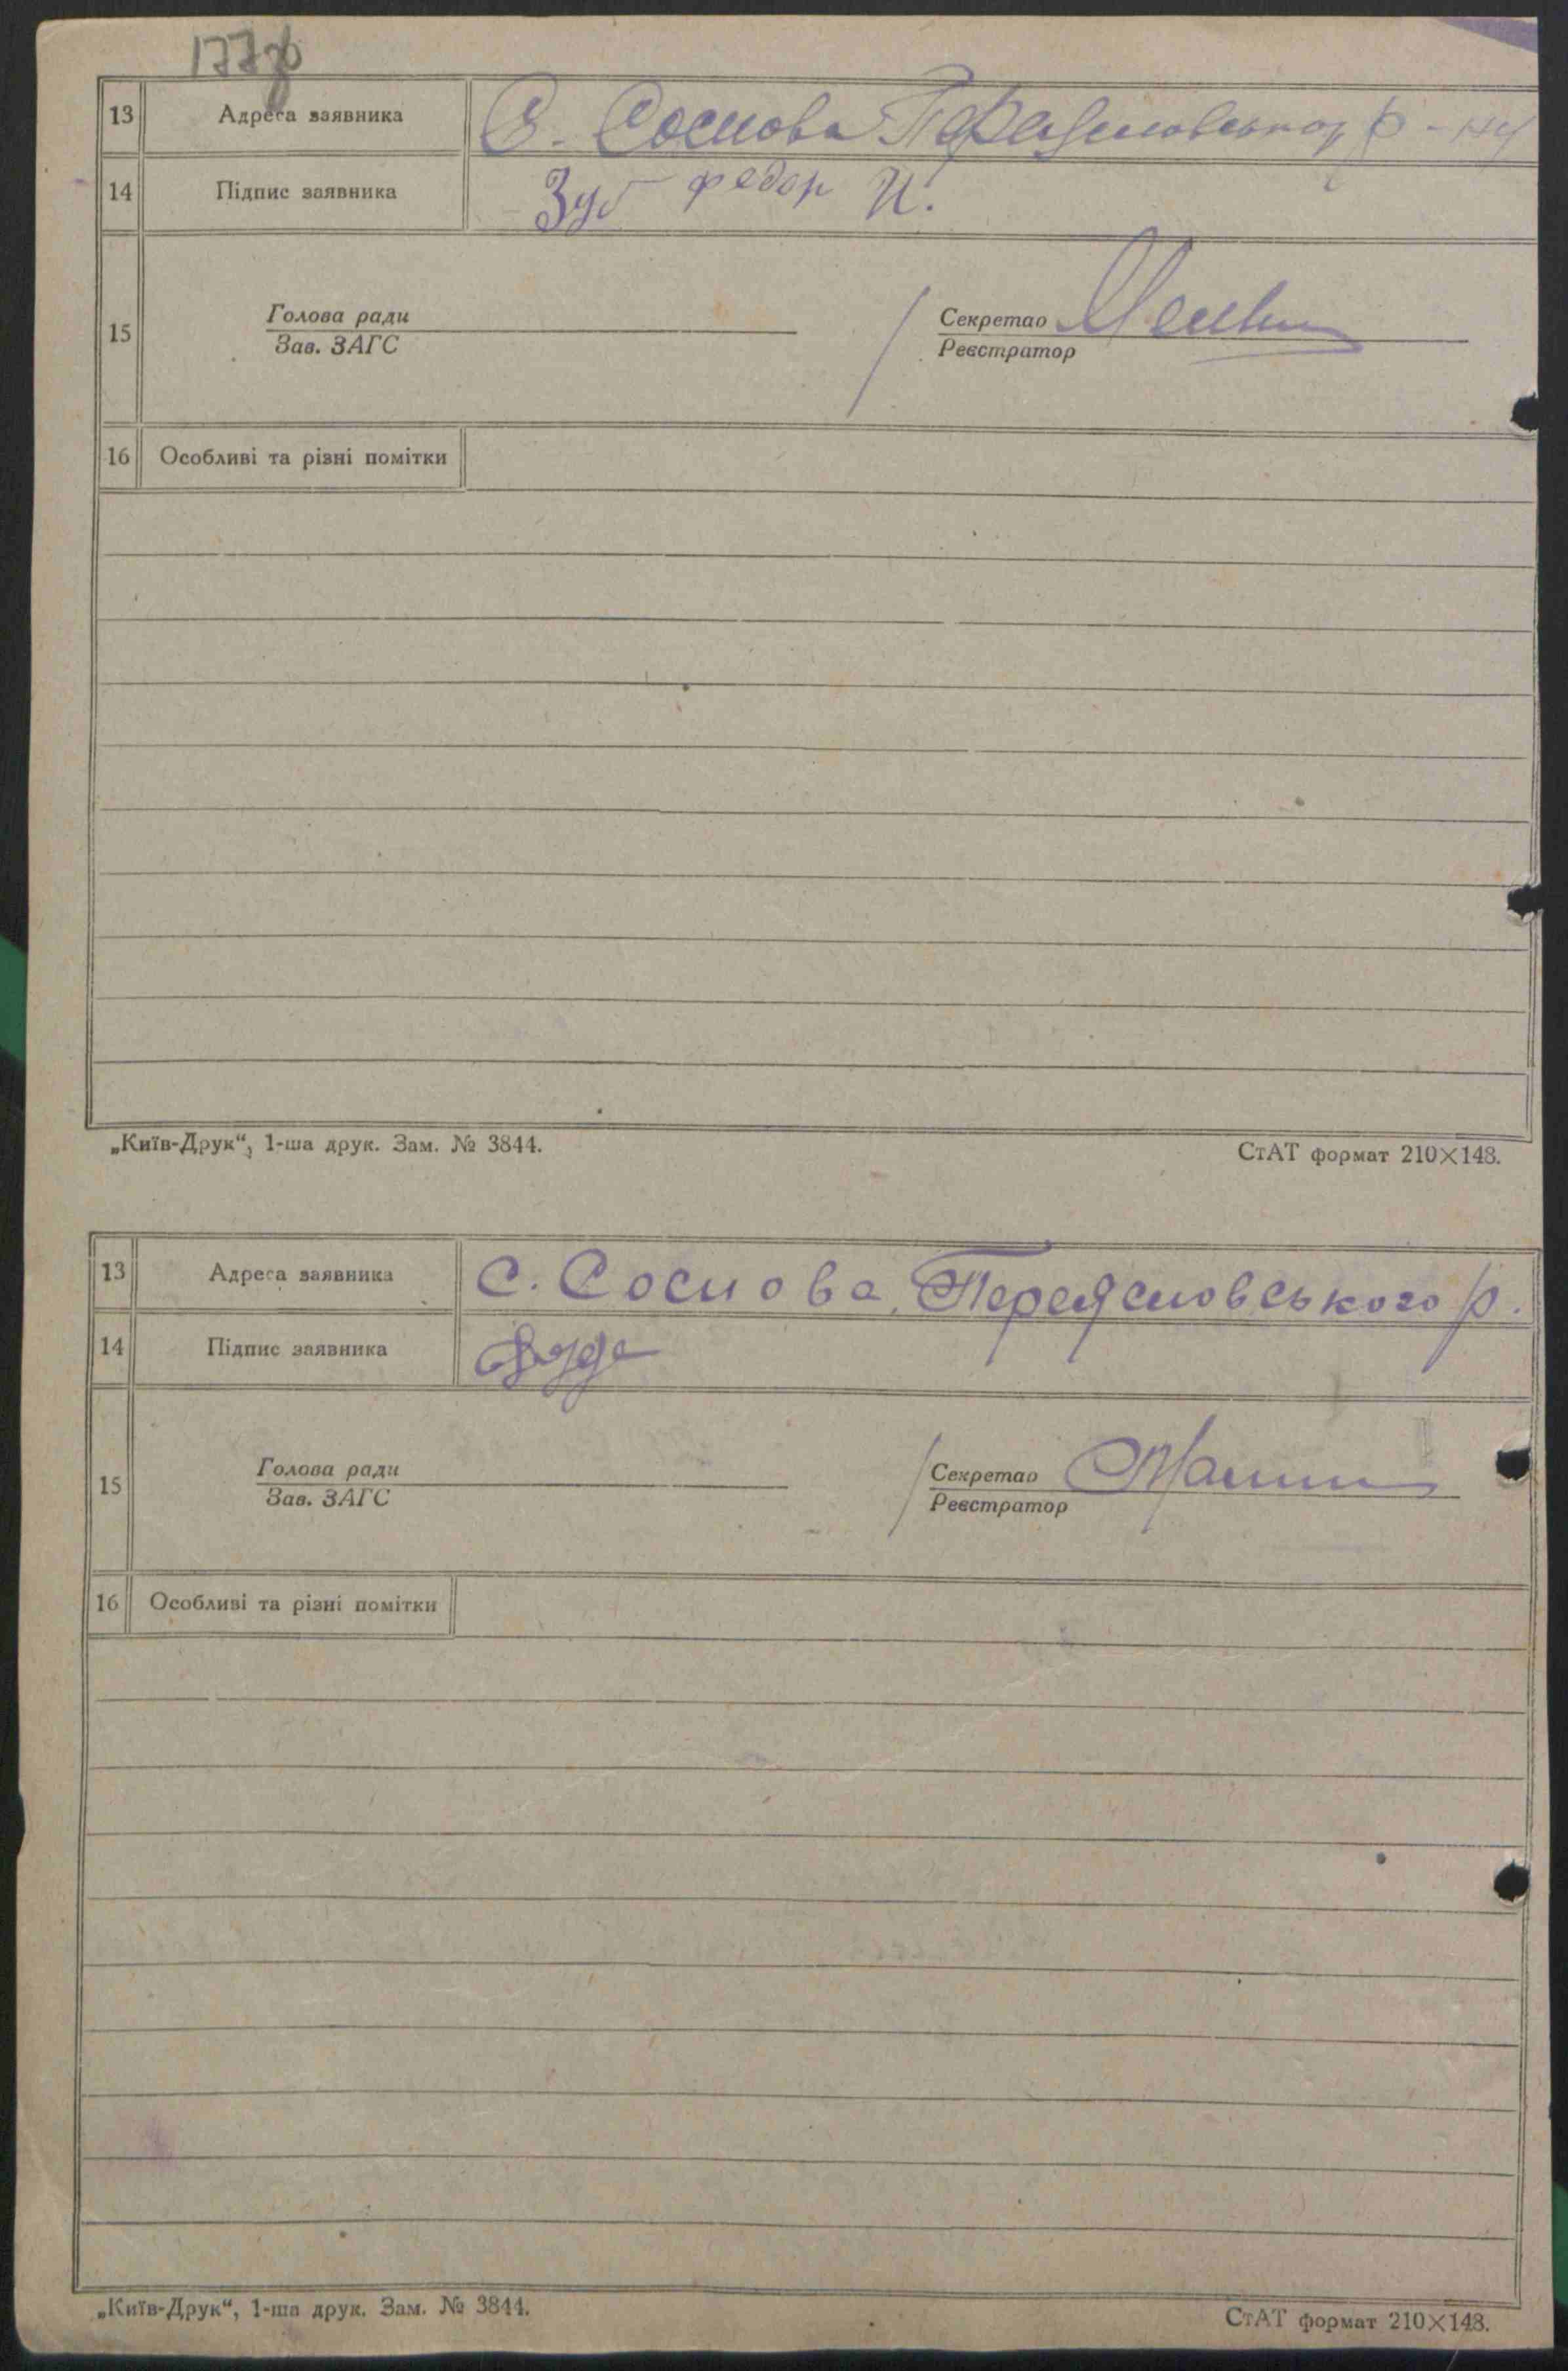 177зв
13 Адреса заявника С. Соснова Переяславського р-ну
14 Підпис заявника Зуб федор И.
Голова ради Секретар
15
Зав. ЗАГС Реєстратор
16 Особливі та різні помітки
„Київ-Друк“, 1-ша друк. Зам. № 3844. СтАТ формат 210×148.
13 Адреса заявника С. Соснова, Переяславського р.
14 Підпис заявника
Голова ради Секретар
15
Зав. ЗАГС Реєстратор
16 Особливі та різні помітки
„Київ-Друк“, 1-ша друк. Зам. № 3844. СтАТ формат 210×148.